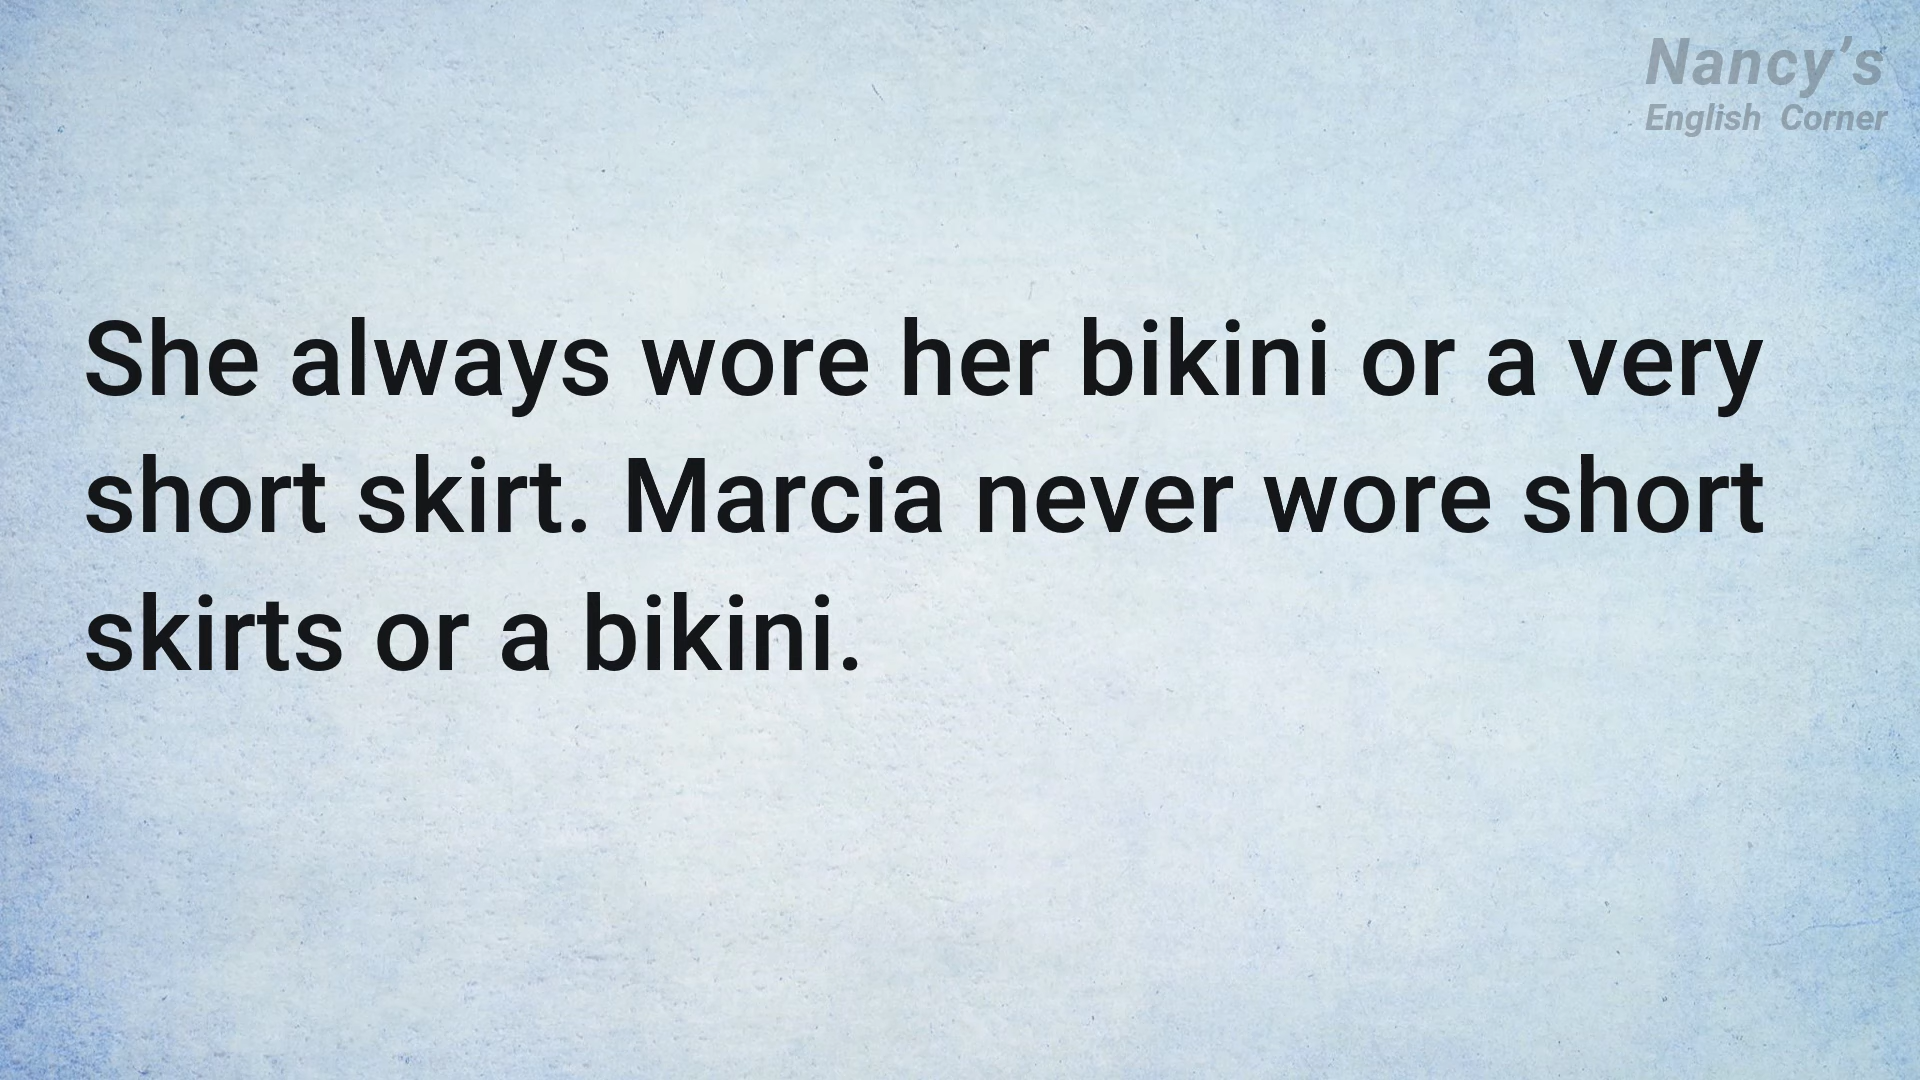 Nancy’s
English Corner
She always wore her bikini or a very
short skirt. Marcia never wore short
skirts or a bikini.